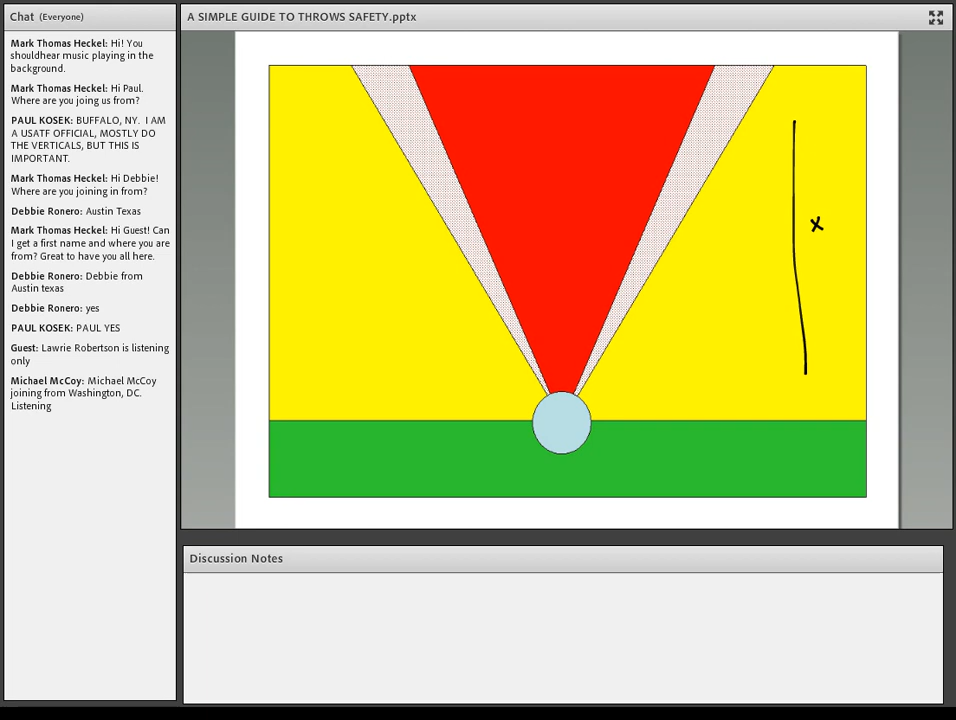 Chat (Everyone)
Mark Thomas Heckel: Hi! You
shouldhear music playing in the
background.
Mark Thomas Heckel: Hi Paul.
Where are you joing us from?
PAUL KOSEK: BUFFALO, NY. I AM
A USATF OFFICIAL, MOSTLY DO
THE VERTICALS, BUT THIS IS
IMPORTANT.
Mark Thomas Heckel: Hi Debbie!
Where are you joining in from?
Debbie Ronero: Austin Texas
Mark Thomas Heckel: Hi Guest! Can
I get a first name and where you are
from? Great to have you all here.
Debbie Ronero: Debbie from
Austin texas
Debbie Ronero: yes
PAUL KOSEK: PAUL YES
Guest: Lawrie Robertson is listening
only
Michael McCoy: Michael McCoy
joining from Washington, DC.
Listening
A SIMPLE GUIDE TO THROWS SAFETY.pptx
x
Discussion Notes